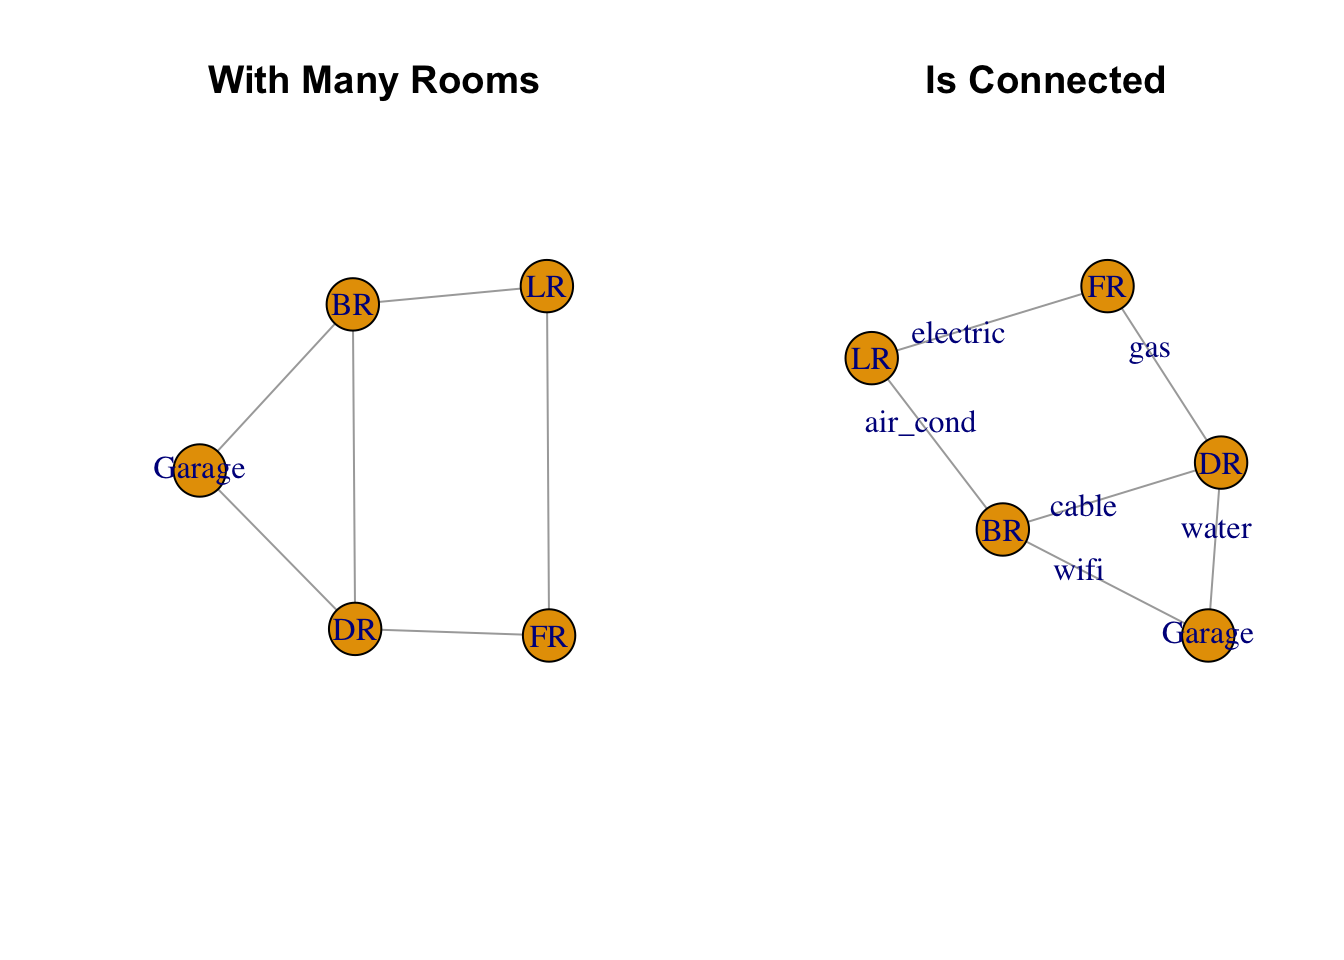 With Many Rooms
BR
LR
Garage
DR
FR
Is Connected
FR
electric
gas
LR
air_cond
DR
cable
BR
water
wifi
Garage